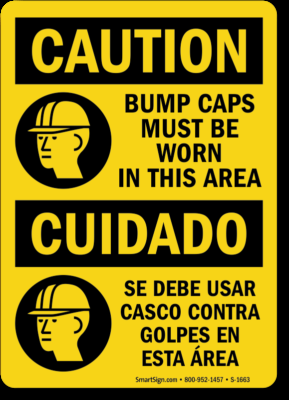 CAUTION
BUMP CAPS
MUST BE
WORN
IN THIS AREA
CUIDADO
SE DEBE USAR
CASCO CONTRA
GOLPES EN
ESTA ÁREA
SmartSign.com • 800-952-1457 • S-1663